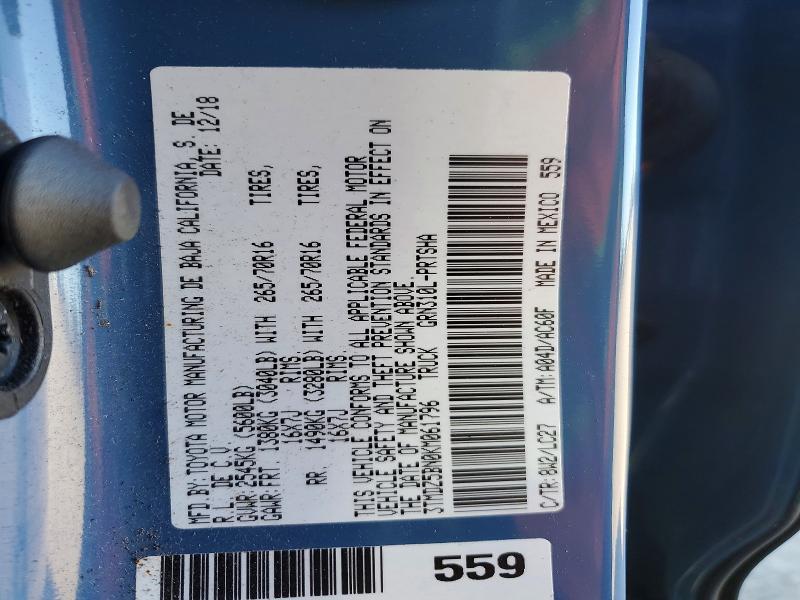 MFD.BY:TOYOTA MOTOR MANUFACTURING DE BAJA CALIFORNIA, S. DE
R.L. DE C.V. DATE: 12/18
GVWR:2545KG (5600LB)
GAWR:FRT. 1380KG (3040LB) WITH 265/70R16 TIRES,
16X7J RIMS.
RR. 1490KG (3280LB) WITH 265/70R16 TIRES,
16X7J RIMS.
THIS VEHICLE CONFORMS TO ALL APPLICABLE FEDERAL MOTOR
VEHICLE SAFETY AND THEFT PREVENTION STANDARDS IN EFFECT ON
THE DATE OF MANUFACTURE SHOWN ABOVE.
3TMDZ5BN0KM061796 TRUCK GRN310L-PRTSHA
C/TR:8W2/LC27 A/TM:A04D/AC60F MADE IN MEXICO 559
559